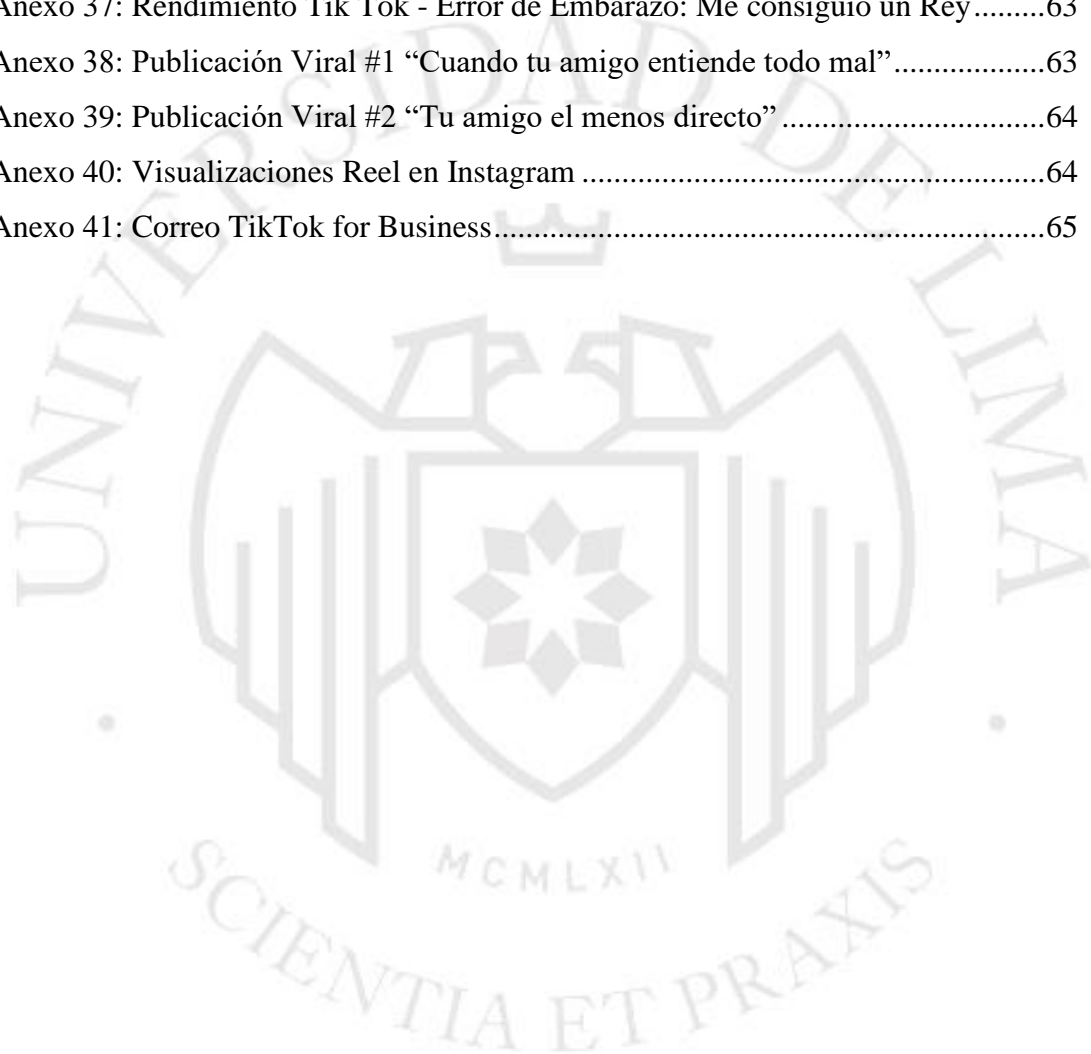 Anexo 37: Rendimiento Tik Tok - Error de Embarazo: Me consiguió un Rey.........63
Anexo 38: Publicación Viral #1 “Cuando tu amigo entiende todo mal”....................63
Anexo 39: Publicación Viral #2 “Tu amigo el menos directo”...................................64
Anexo 40: Visualizaciones Reel en Instagram.............................................................64
Anexo 41: Correo TikTok for Business........................................................................65
UNIVERSIDAD DE LIMA
MCMLXII
SCIENTIA ET PRAXIS